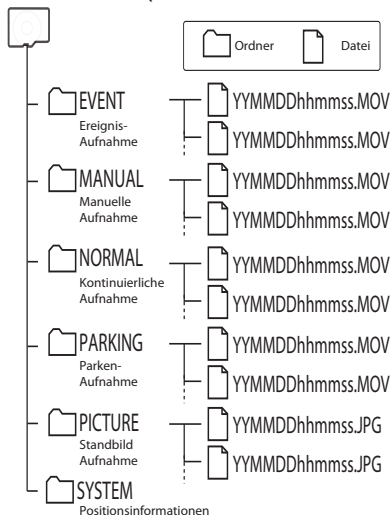 Ordner Datei
EVENT YYMMDDhhmmss.MOV
Ereignis-
Aufnahme YYMMDDhhmmss.MOV
MANUAL YYMMDDhhmmss.MOV
Manuelle
Aufnahme YYMMDDhhmmss.MOV
NORMAL YYMMDDhhmmss.MOV
Kontinuierliche
Aufnahme YYMMDDhhmmss.MOV
PARKING YYMMDDhhmmss.MOV
Parken-
Aufnahme YYMMDDhhmmss.MOV
PICTURE YYMMDDhhmmss.JPG
Standbild
Aufnahme YYMMDDhhmmss.JPG
SYSTEM
Positionsinformationen